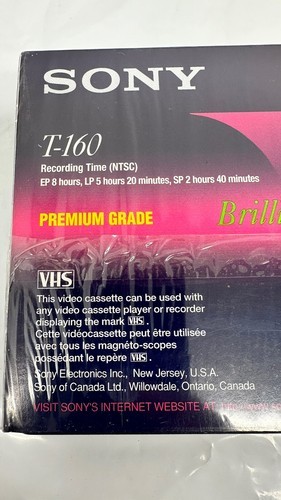 SONY
T-160
Recording Time (NTSC)
EP 8 hours, LP 5 hours 20 minutes, SP 2 hours 40 minutes
PREMIUM GRADE
Brilli
VHS
This video cassette can be used with
any video cassette player or recorder
displaying the mark VHS.
Cette vidéocassette peut être utilisée
avec tous les magnéto-scopes
possédant le repère VHS.
Sony Electronics Inc., New Jersey, U.S.A.
Sony of Canada Ltd., Willowdale, Ontario, Canada
VISIT SONY'S INTERNET WEBSITE AT